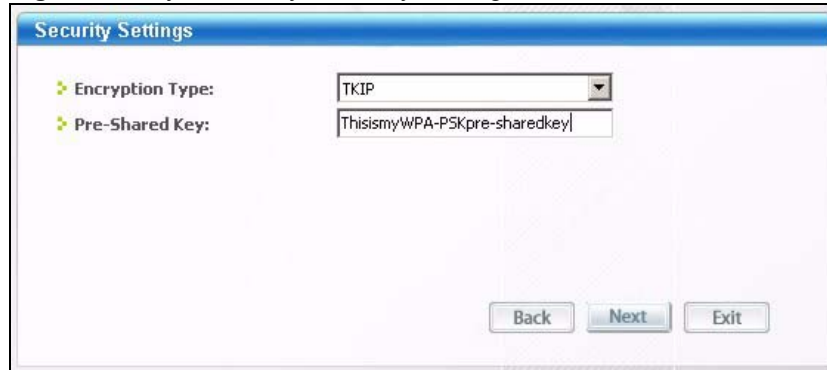 Security Settings
Encryption Type: TKIP
Pre-Shared Key: ThisismyWPA-PSKpre-sharedkey
Back Next Exit